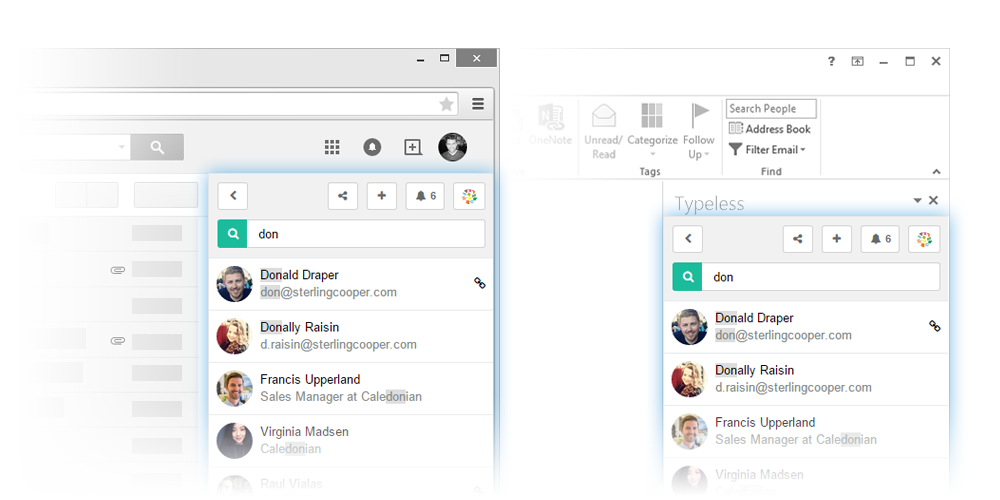 6
don
Donald Draper
don@sterlingcooper.com
Donally Raisin
d.raisin@sterlingcooper.com
Francis Upperland
Sales Manager at Caledonian
Virginia Madsen
Caledonian
Raul Vialas
?
OneNote
Unread/
Read
Categorize
Follow
Up
Tags
Search People
Address Book
Filter Email
Find
Typeless
6
don
Donald Draper
don@sterlingcooper.com
Donally Raisin
d.raisin@sterlingcooper.com
Francis Upperland
Sales Manager at Caledonian
Virginia Madsen